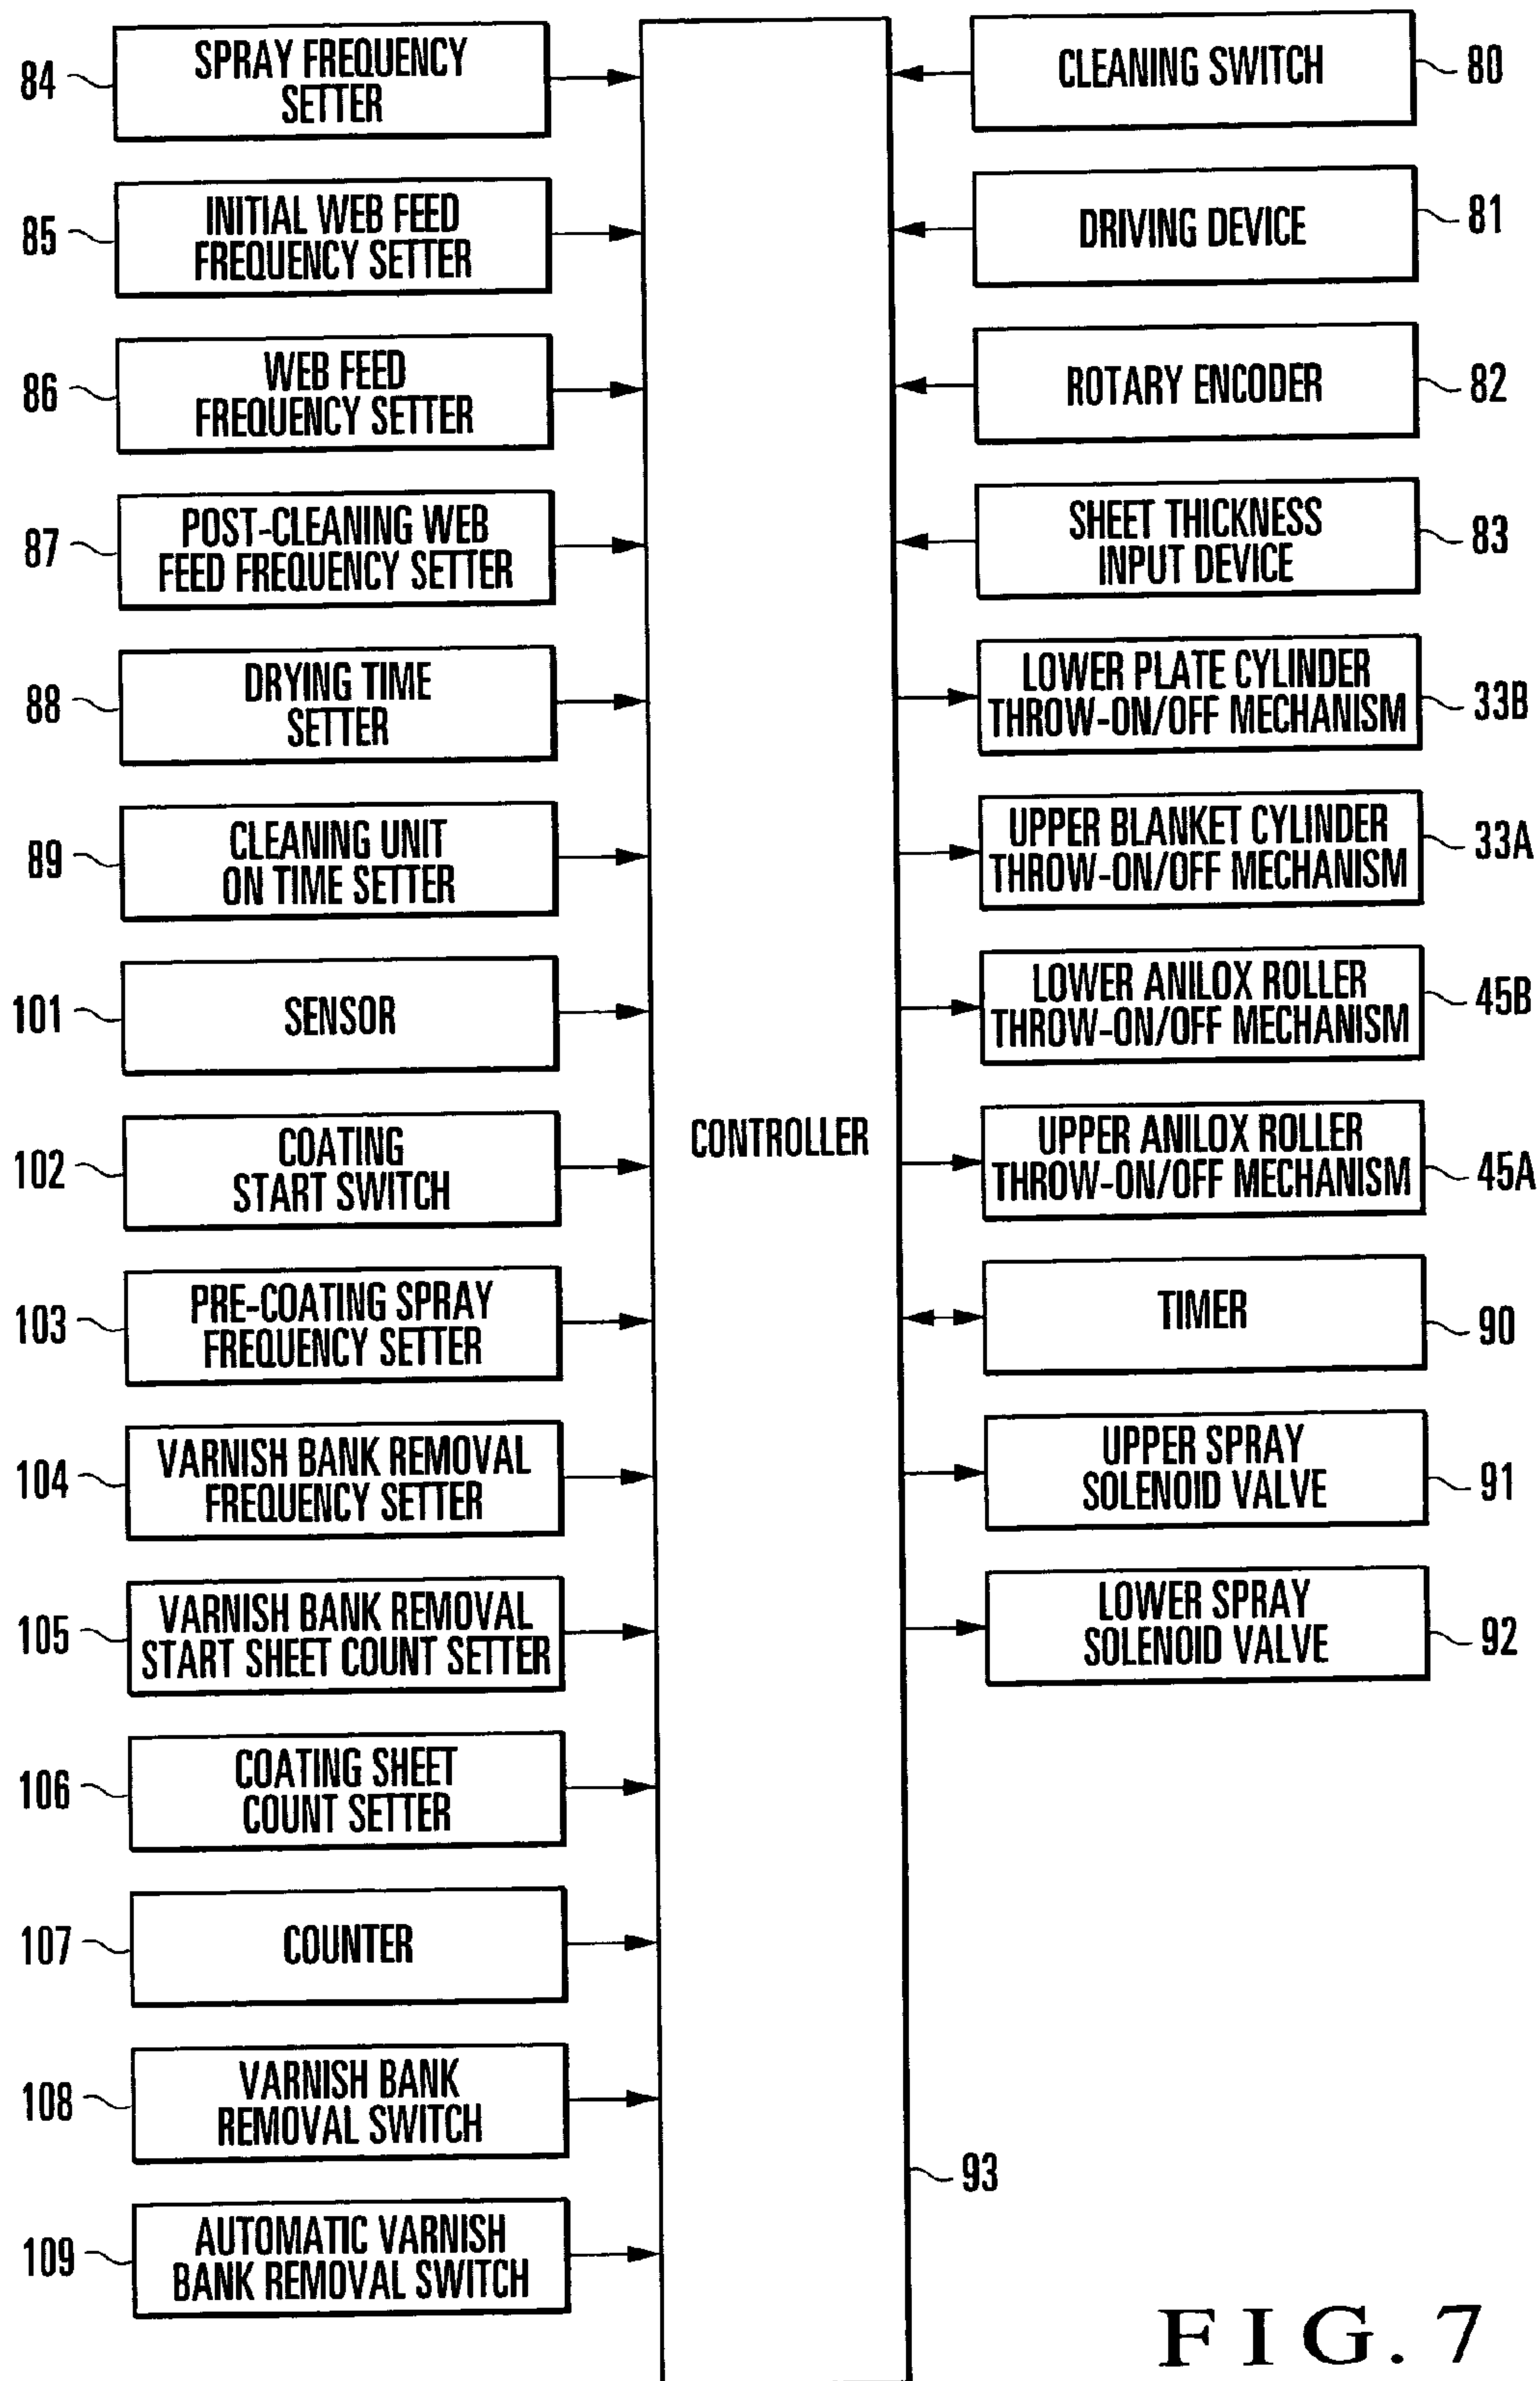 84
SPRAY FREQUENCY
SETTER
85
INITIAL WEB FEED
FREQUENCY SETTER
86
WEB FEED
FREQUENCY SETTER
87
POST-CLEANING WEB
FEED FREQUENCY SETTER
88
DRYING TIME
SETTER
89
CLEANING UNIT
ON TIME SETTER
101
SENSOR
102
COATING
START SWITCH
103
PRE-COATING SPRAY
FREQUENCY SETTER
104
VARNISH BANK REMOVAL
FREQUENCY SETTER
105
VARNISH BANK REMOVAL
START SHEET COUNT SETTER
106
COATING SHEET
COUNT SETTER
107
COUNTER
108
VARNISH BANK
REMOVAL SWITCH
109
AUTOMATIC VARNISH
BANK REMOVAL SWITCH
CONTROLLER
93
CLEANING SWITCH
80
DRIVING DEVICE
81
ROTARY ENCODER
82
SHEET THICKNESS
INPUT DEVICE
83
LOWER PLATE CYLINDER
THROW-ON/OFF MECHANISM
33B
UPPER BLANKET CYLINDER
THROW-ON/OFF MECHANISM
33A
LOWER ANILOX ROLLER
THROW-ON/OFF MECHANISM
45B
UPPER ANILOX ROLLER
THROW-ON/OFF MECHANISM
45A
TIMER
90
UPPER SPRAY
SOLENOID VALVE
91
LOWER SPRAY
SOLENOID VALVE
92
FIG. 7